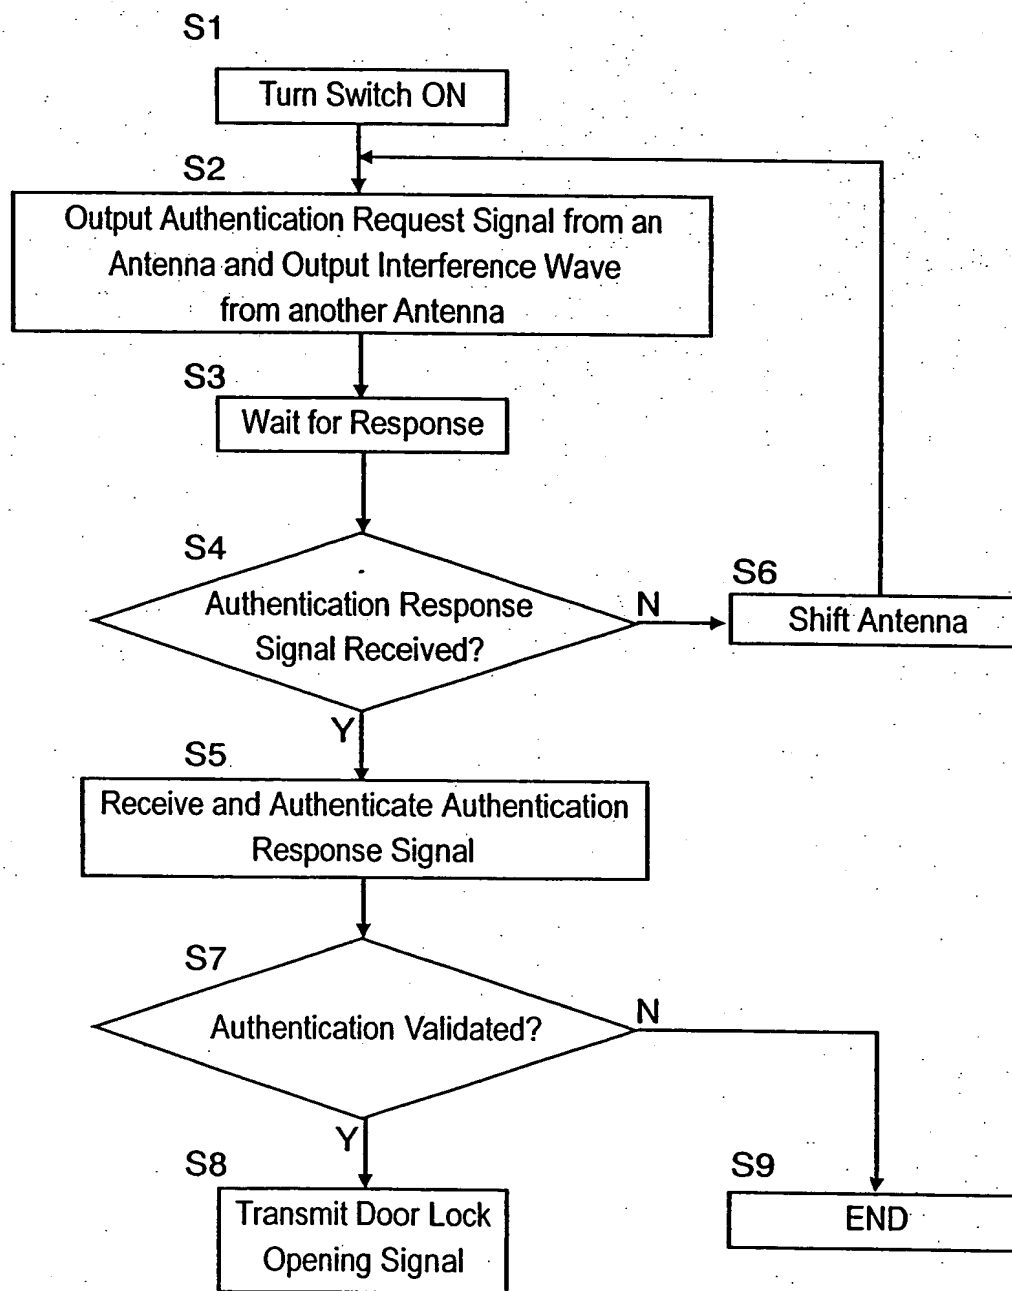 S1
Turn Switch ON
S2
Output Authentication Request Signal from an
Antenna and Output Interference Wave
from another Antenna
S3
Wait for Response
S4
Authentication Response
Signal Received?
N
S6
Shift Antenna
Y
S5
Receive and Authenticate Authentication
Response Signal
S7
Authentication Validated?
N
Y
S8
Transmit Door Lock
Opening Signal
S9
END